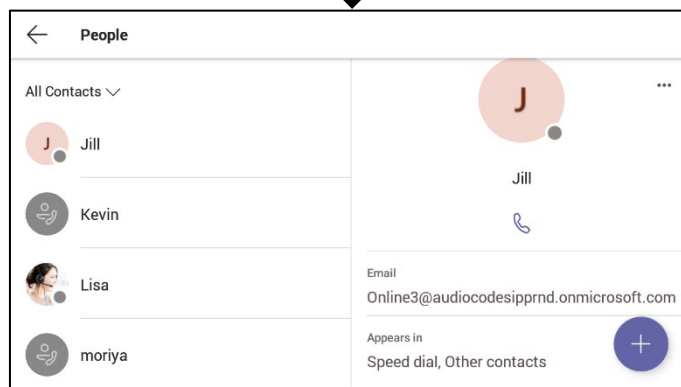 People
All Contacts
J
Jill
Kevin
Lisa
moriya
J
Jill
Email
Online3@audiocodesipprnd.onmicrosoft.com
Appears in
Speed dial, Other contacts